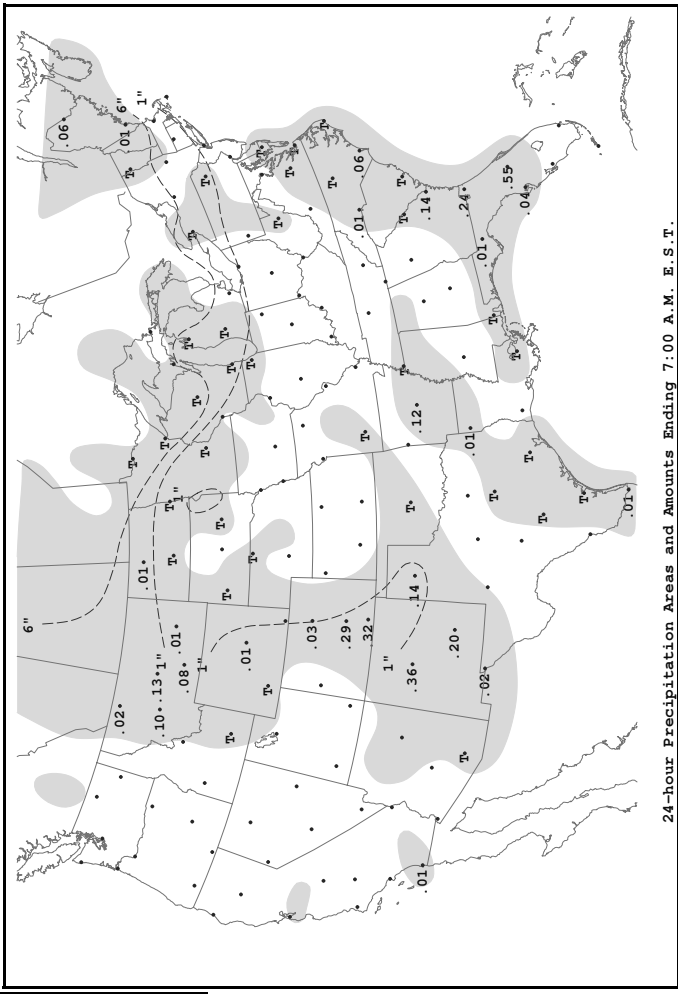 6"
.06
.02
6"
.01
T
T
1"
.01
.13
1"
.10
T
T
T
.01
1"
.08
T
T
T
1"
T
T
T
T
T
T
T
.01
T
T
T
T
T
T
T
.03
T
T
.29
.06
.01
T
.32
1"
T
T
T
T
.36
.14
.12
.01
.14
.20
.24
T
.01
.01
.02
T
T
.55
T
.04
T
T
T
.01
24-hour Precipitation Areas and Amounts Ending 7:00 A.M. E.S.T.